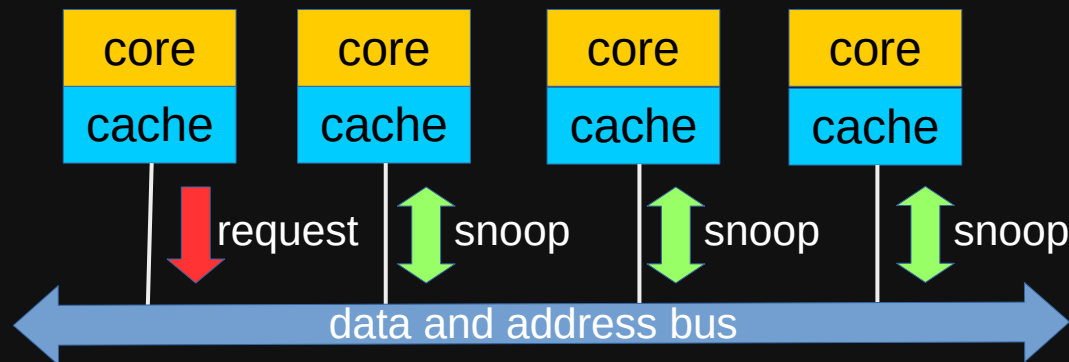 core core core core
cache cache cache cache
request snoop snoop snoop
data and address bus